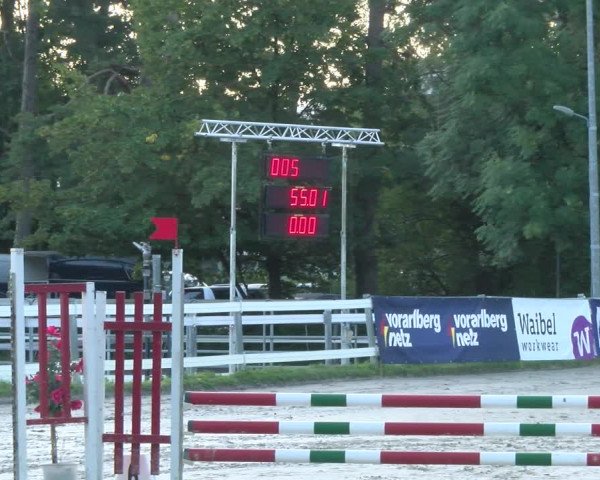 005
55.01
0.00
vorarlberg
netz
vorarlberg
netz
Waibel
workwear
W